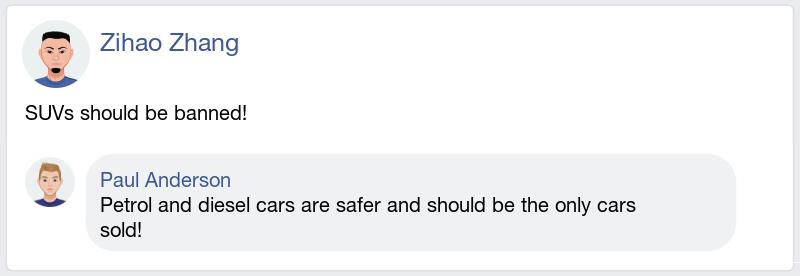 Zihao Zhang
SUVs should be banned!
Paul Anderson
Petrol and diesel cars are safer and should be the only cars
sold!